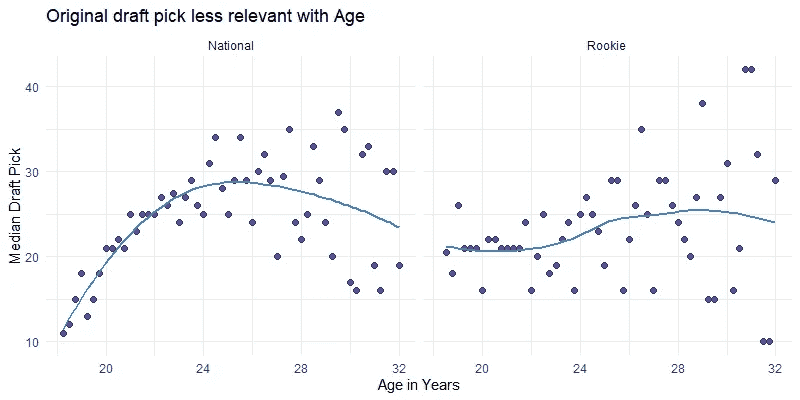 Original draft pick less relevant with Age
National
Rookie
Median Draft Pick
40
30
20
10
20
24
28
32
20
24
28
32
Age in Years